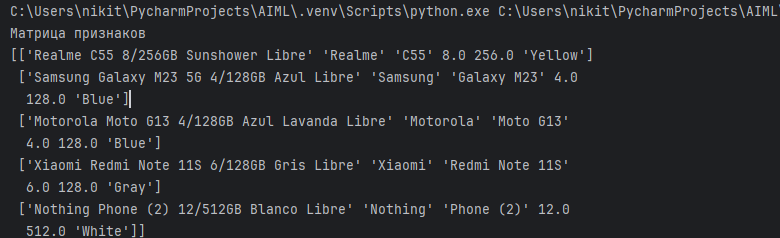 C:\Users\nikit\PycharmProjects\AIML\.venv\Scripts\python.exe C:\Users\nikit\PycharmProjects\AIML
Матрица признаков
[['Realme C55 8/256GB Sunshower Libre' 'Realme' 'C55' 8.0 256.0 'Yellow']
['Samsung Galaxy M23 5G 4/128GB Azul Libre' 'Samsung' 'Galaxy M23' 4.0
128.0 'Blue']
['Motorola Moto G13 4/128GB Azul Lavanda Libre' 'Motorola' 'Moto G13'
4.0 128.0 'Blue']
['Xiaomi Redmi Note 11S 6/128GB Gris Libre' 'Xiaomi' 'Redmi Note 11S'
6.0 128.0 'Gray']
['Nothing Phone (2) 12/512GB Blanco Libre' 'Nothing' 'Phone (2)' 12.0
512.0 'White']]